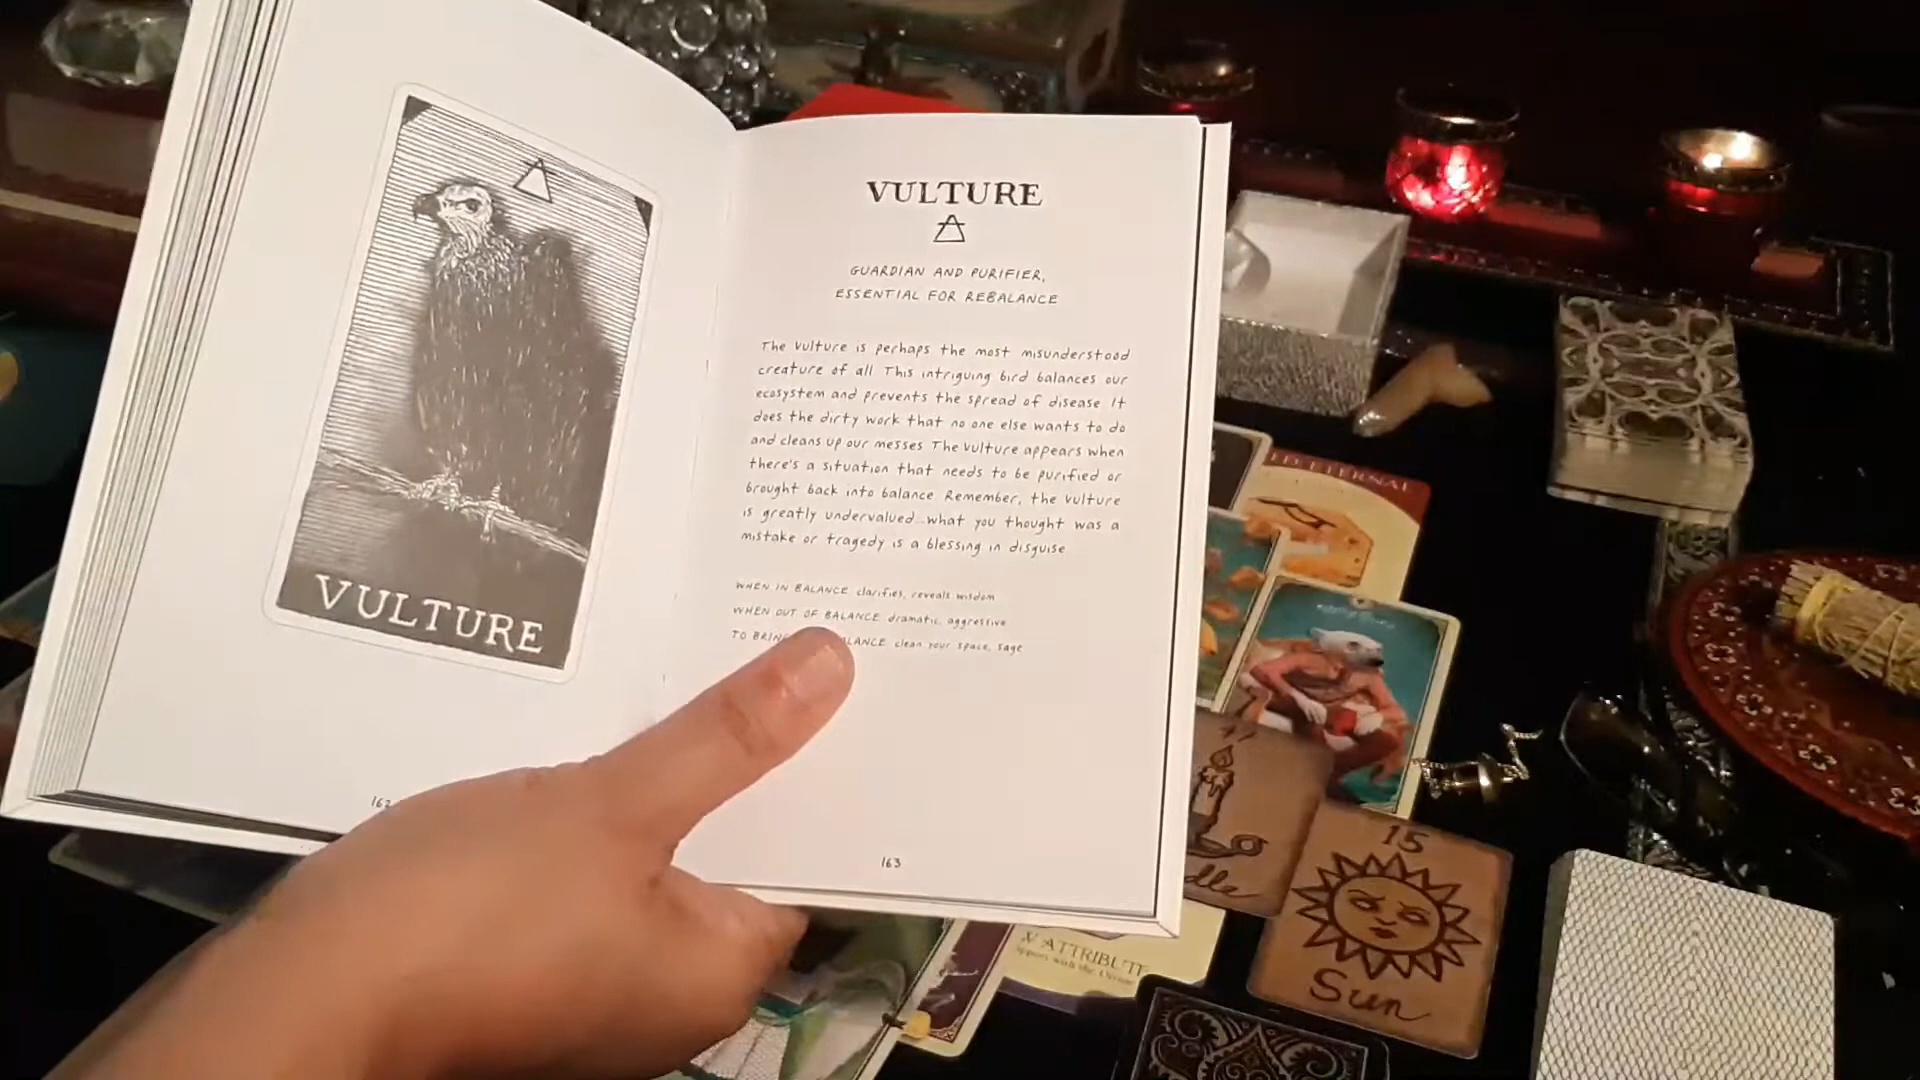 VULTURE
162
VULTURE
GUARDIAN AND PURIFIER,
ESSENTIAL FOR REBALANCE
The vulture is perhaps the most misunderstood
creature of all This intriguing bird balances our
ecosystem and prevents the spread of disease It
does the dirty work that no one else wants to do
and cleans up our messes The vulture appears when
there's a situation that needs to be purified or
brought back into balance Remember, the vulture
is greatly undervalued...what you thought was a
mistake or tragedy is a blessing in disguise
WHEN IN BALANCE clarifies, reveals wisdom
WHEN OUT OF BALANCE dramatic, aggressive
TO clean your space, sage
163
15
Sun